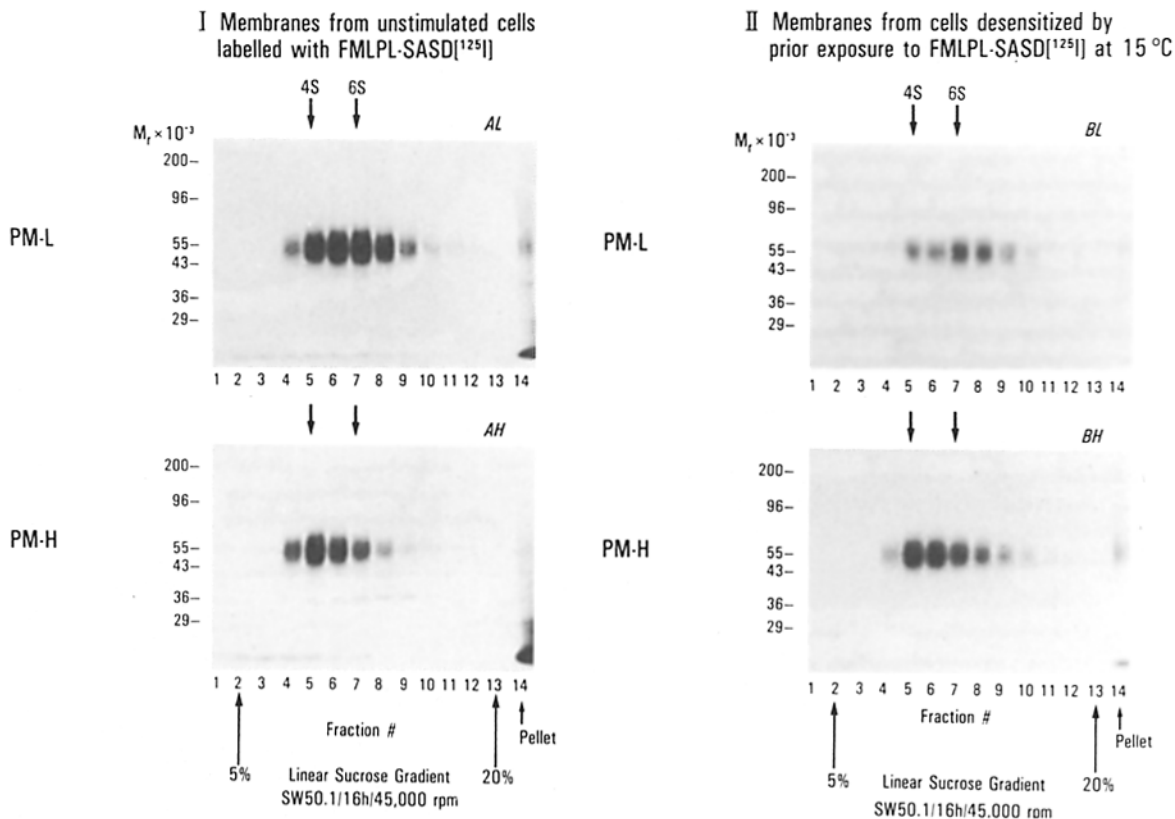 I Membranes from unstimulated cells
labelled with FMLPL-SASD[¹²⁵I]
4S 6S
AL
Mᵣ × 10⁻³
200–
96–
PM-L
55–
43–
36–
29–
1 2 3 4 5 6 7 8 9 10 11 12 13 14
AH
200–
96–
PM-H
55–
43–
36–
29–
1 2 3 4 5 6 7 8 9 10 11 12 13 14
Fraction #
Pellet
5% Linear Sucrose Gradient 20%
SW50.1/16h/45,000 rpm
II Membranes from cells desensitized by
prior exposure to FMLPL-SASD[¹²⁵I] at 15 °C
4S 6S
BL
Mᵣ × 10⁻³
200–
96–
PM-L
55–
43–
36–
29–
1 2 3 4 5 6 7 8 9 10 11 12 13 14
BH
200–
96–
PM-H
55–
43–
36–
29–
1 2 3 4 5 6 7 8 9 10 11 12 13 14
Fraction #
Pellet
5% Linear Sucrose Gradient 20%
SW50.1/16h/45.000 rpm